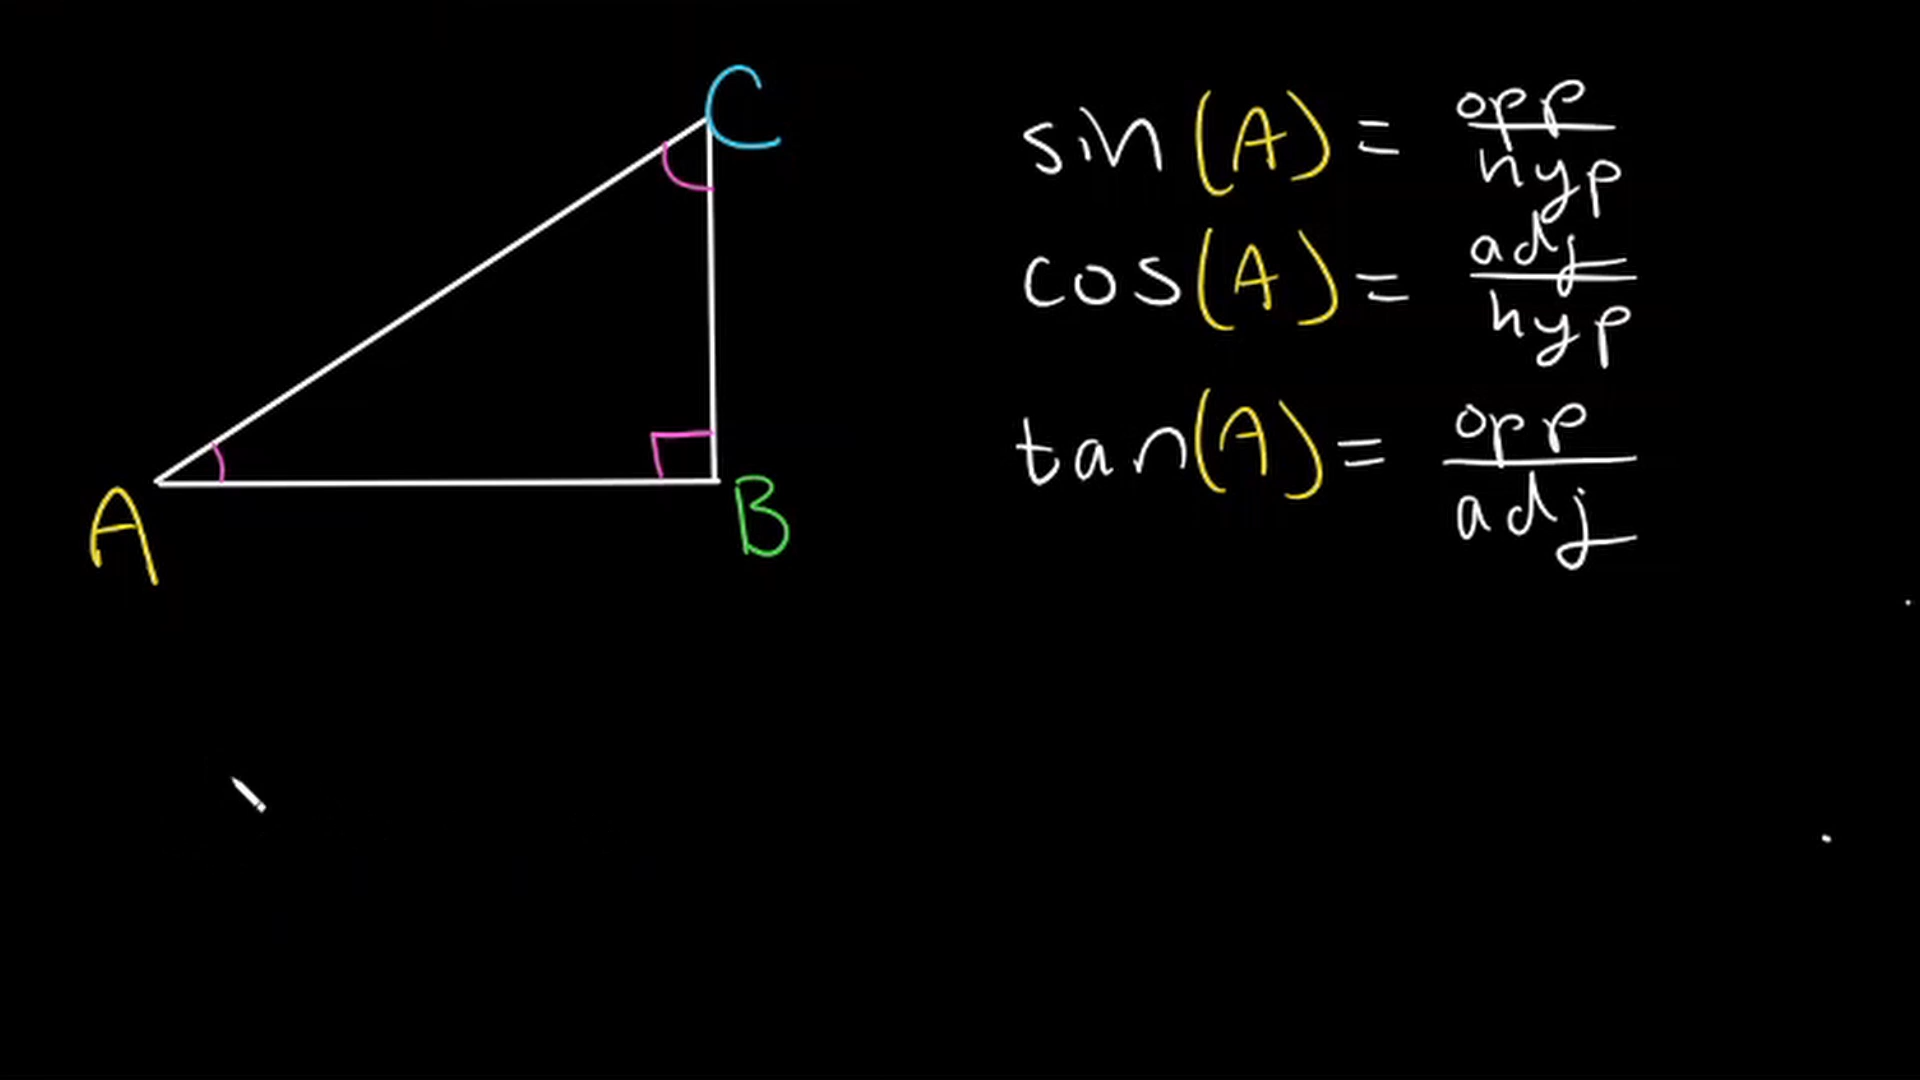 C
A
B
sin(A) = opp/hyp
cos(A) = adj/hyp
tan(A) = opp/adj